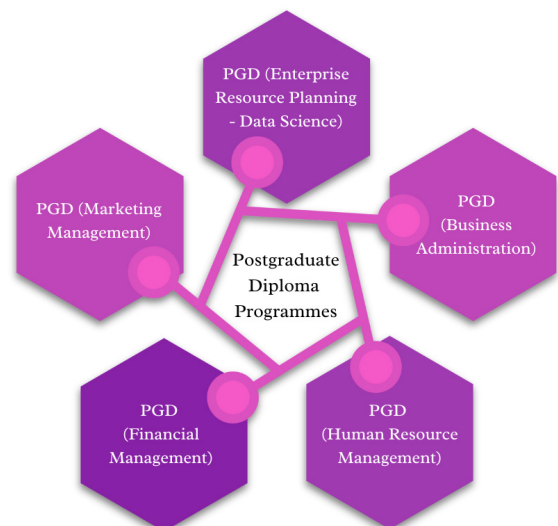 PGD (Enterprise
Resource Planning
- Data Science)
PGD (Marketing
Management)
PGD
(Business
Administration)
Postgraduate
Diploma
Programmes
PGD
(Financial
Management)
PGD
(Human Resource
Management)